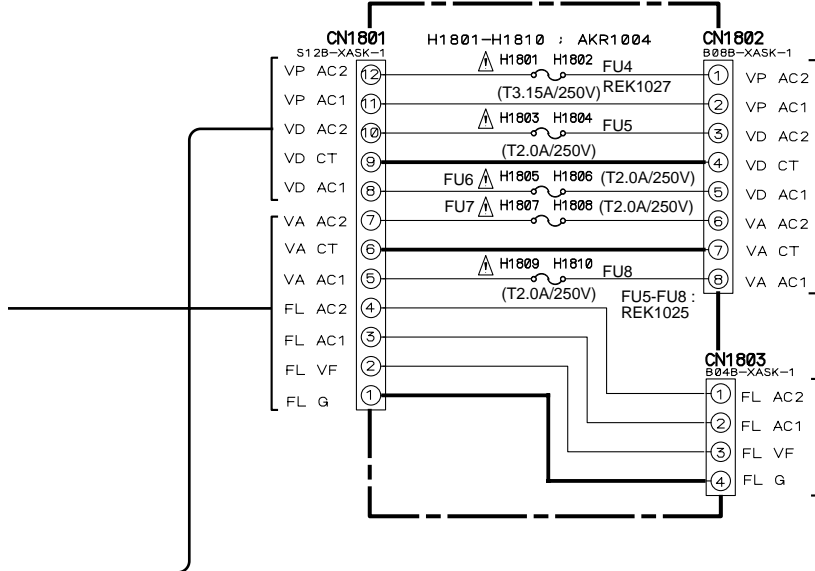 CN1801
S12B-XASK-1
H1801-H1810 ; AKR1004
CN1802
B08B-XASK-1
VP AC2
12
H1801 H1802
FU4
1
VP AC2
(T3.15A/250V)
REK1027
VP AC1
11
2
VP AC1
VD AC2
10
H1803 H1804
FU5
3
VD AC2
(T2.0A/250V)
VD CT
9
4
VD CT
VD AC1
8
FU6
H1805 H1806
(T2.0A/250V)
5
VD AC1
VA AC2
7
FU7
H1807 H1808
(T2.0A/250V)
6
VA AC2
VA CT
6
7
VA CT
VA AC1
5
H1809 H1810
FU8
8
VA AC1
(T2.0A/250V)
FU5-FU8 :
REK1025
FL AC2
4
FL AC1
3
FL VF
2
FL G
1
CN1803
B04B-XASK-1
1
FL AC2
2
FL AC1
3
FL VF
4
FL G